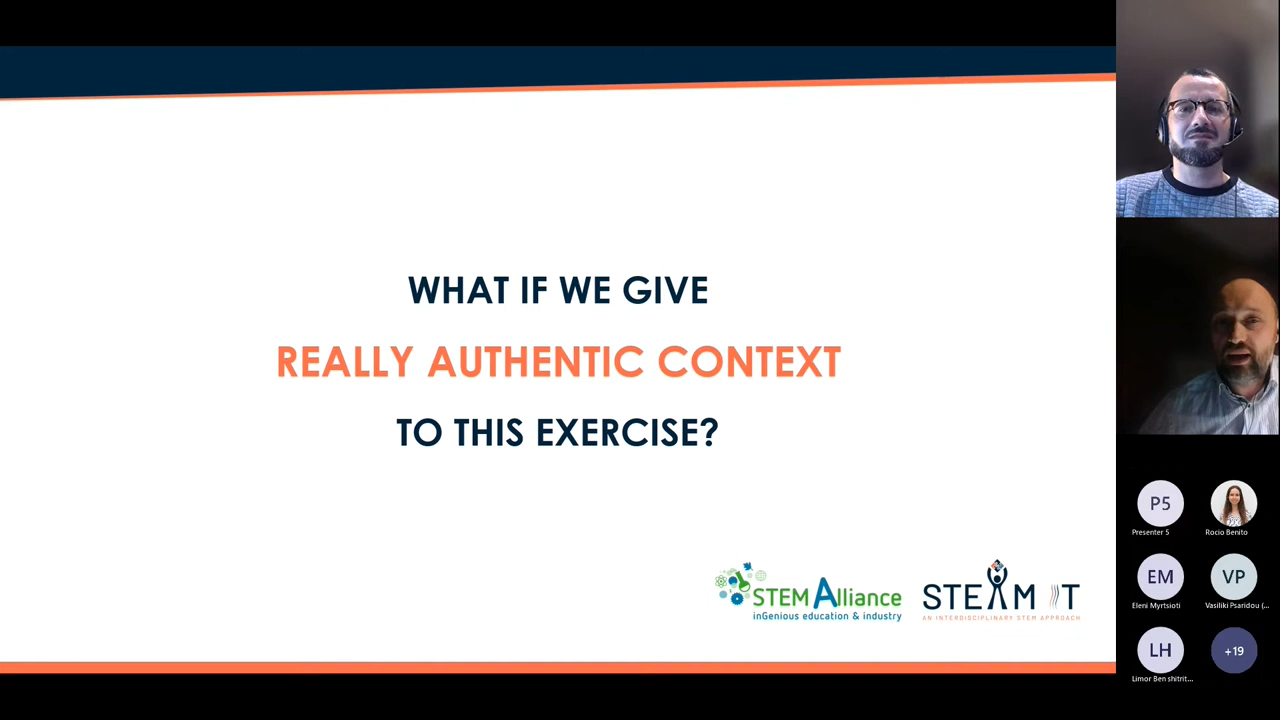 WHAT IF WE GIVE
REALLY AUTHENTIC CONTEXT
TO THIS EXERCISE?
STEM Alliance
inGenious education & industry
STEAM IT
AN INTERDISCIPLINARY STEM APPROACH
P5
Presenter 5
Rocio Benito
EM
Eleni Myrtsioti
VP
Vasiliki Psaridou (...
LH
Limor Ben shitrit...
+19